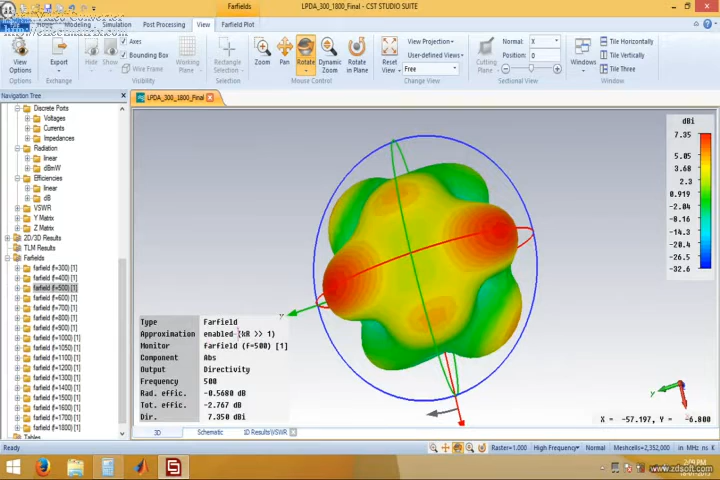 Farfields
LPDA_300_1800_Final - CST STUDIO SUITE
Modeling
Simulation
Post Processing
View
Farfield Plot
View Options
Options
Export
Exchange
Hide
Show
Axes
Bounding Box
Wire Frame
Working Plane
Visibility
Rectangle Selection
Selection
Zoom
Pan
Rotate
Dynamic Zoom
Rotate in Plane
Mouse Control
Reset View
View Projection
User-defined Views
Free
Change View
Cutting Plane
Normal: X
Position: 0
Sectional View
Windows
Tile Horizontally
Tile Vertically
Tile Three
Window
Navigation Tree
LPDA_300_1800_Final
Discrete Ports
Voltages
Currents
Impedances
Radiation
linear
dBmW
Efficiencies
linear
dB
VSWR
Y Matrix
Z Matrix
2D/3D Results
TLM Results
Farfields
farfield (f=300) [1]
farfield (f=400) [1]
farfield (f=500) [1]
farfield (f=600) [1]
farfield (f=700) [1]
farfield (f=800) [1]
farfield (f=900) [1]
farfield (f=1000) [1]
farfield (f=1050) [1]
farfield (f=1100) [1]
farfield (f=1200) [1]
farfield (f=1300) [1]
farfield (f=1400) [1]
farfield (f=1500) [1]
farfield (f=1600) [1]
farfield (f=1700) [1]
farfield (f=1800) [1]
Tables
dBi
7.35
5.05
3.68
2.3
0.919
-2.04
-8.16
-14.3
-20.4
-26.5
-32.6
y
Type Farfield
Approximation enabled (kR >> 1)
Monitor Farfield (f=500) [1]
Component Abs
Output Directivity
Frequency 500
Rad. effic. -0.5680 dB
Tot. effic. -2.767 dB
Dir. 7.350 dBi
y
X = -57.197, Y = -6.800
3D
Schematic
1D Results\VSWR
Ready
Raster=1.000
High Frequency
Normal
Meshcells=2,352,000
in MHz ns K
www.zdsoft.com